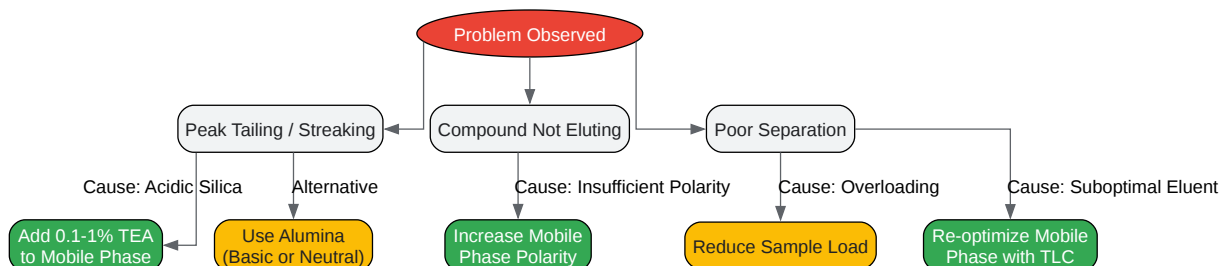 Problem Observed
Peak Tailing / Streaking
Compound Not Eluting
Poor Separation
Cause: Acidic Silica
Alternative
Cause: Insufficient Polarity
Cause: Overloading
Cause: Suboptimal Eluent
Add 0.1-1% TEA
to Mobile Phase
Use Alumina
(Basic or Neutral)
Increase Mobile
Phase Polarity
Reduce Sample Load
Re-optimize Mobile
Phase with TLC